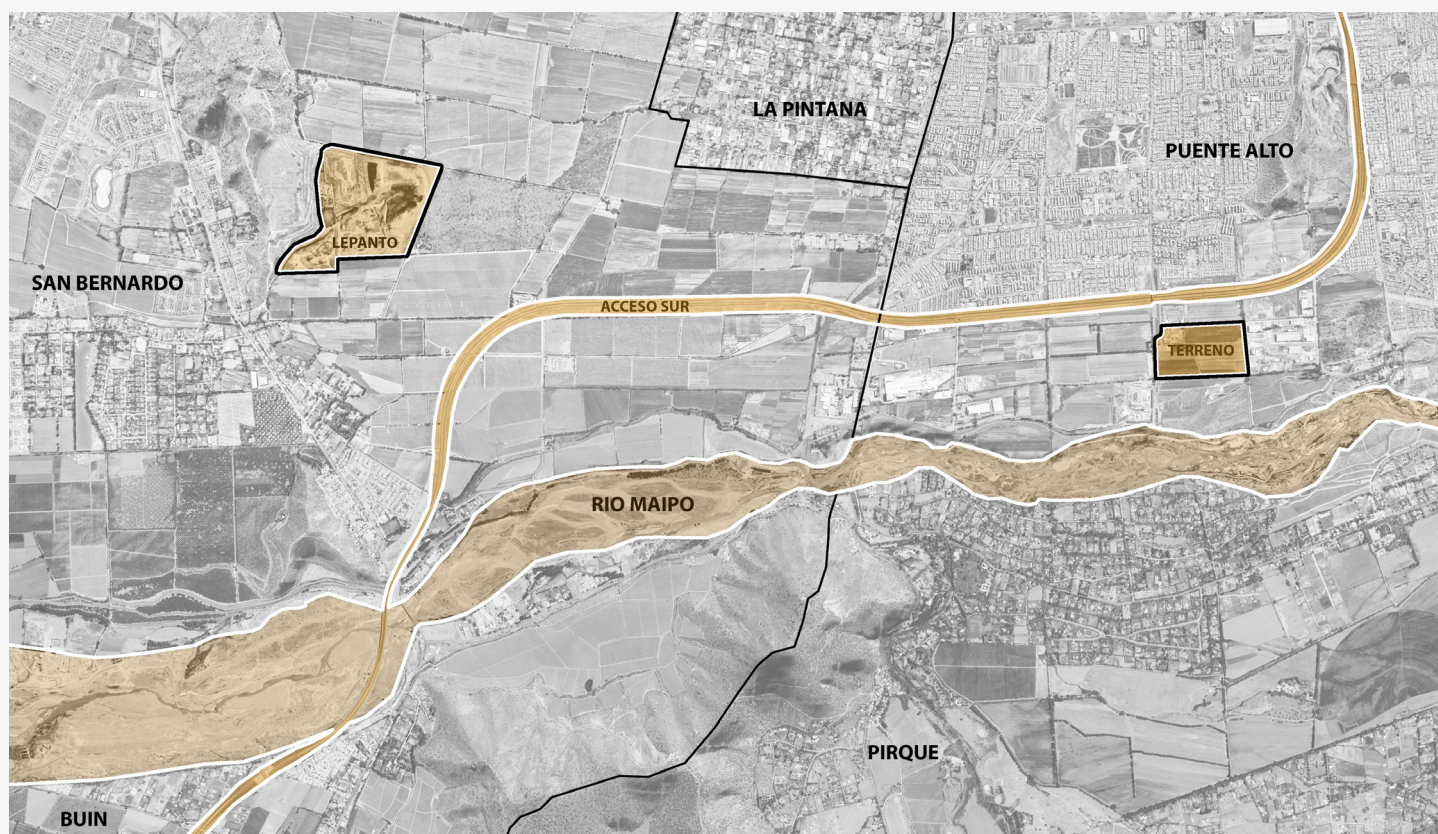 LA PINTANA
PUENTE ALTO
LEPANTO
SAN BERNARDO
ACCESO SUR
TERRENO
RIO MAIPO
PIRQUE
BUIN